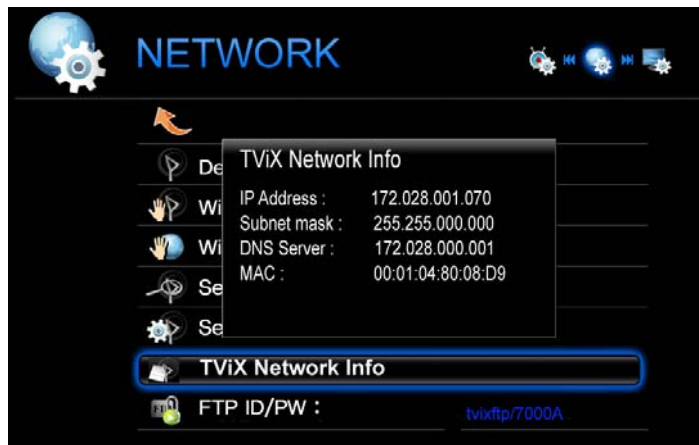 NETWORK
De
TViX Network Info
IP Address : 172.028.001.070
Wi
Subnet mask : 255.255.000.000
Wi
DNS Server : 172.028.000.001
MAC : 00:01:04:80:08:D9
Se
Se
TViX Network Info
FTP ID/PW : tvixftp/7000A